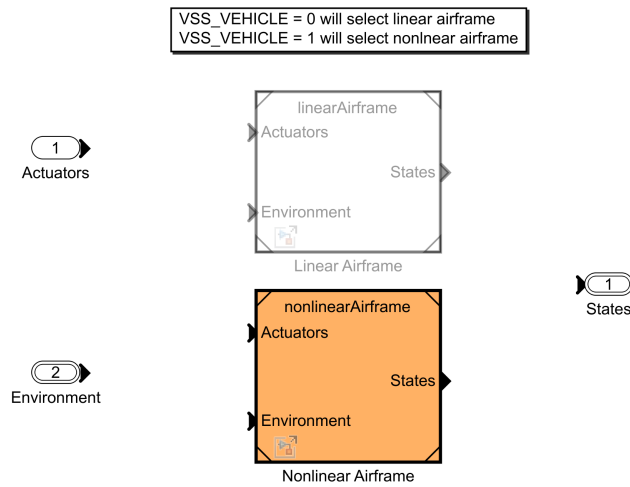 VSS_VEHICLE = 0 will select linear airframe
VSS_VEHICLE = 1 will select nonlnear airframe
linearAirframe
Actuators
States
Environment
Linear Airframe
1
Actuators
1
States
nonlinearAirframe
Actuators
States
Environment
Nonlinear Airframe
2
Environment